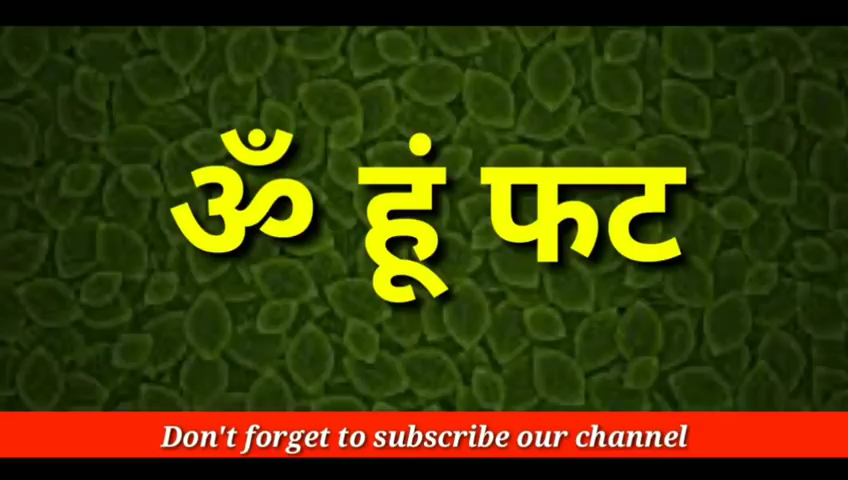 ॐ हूं फट
Don't forget to subscribe our channel